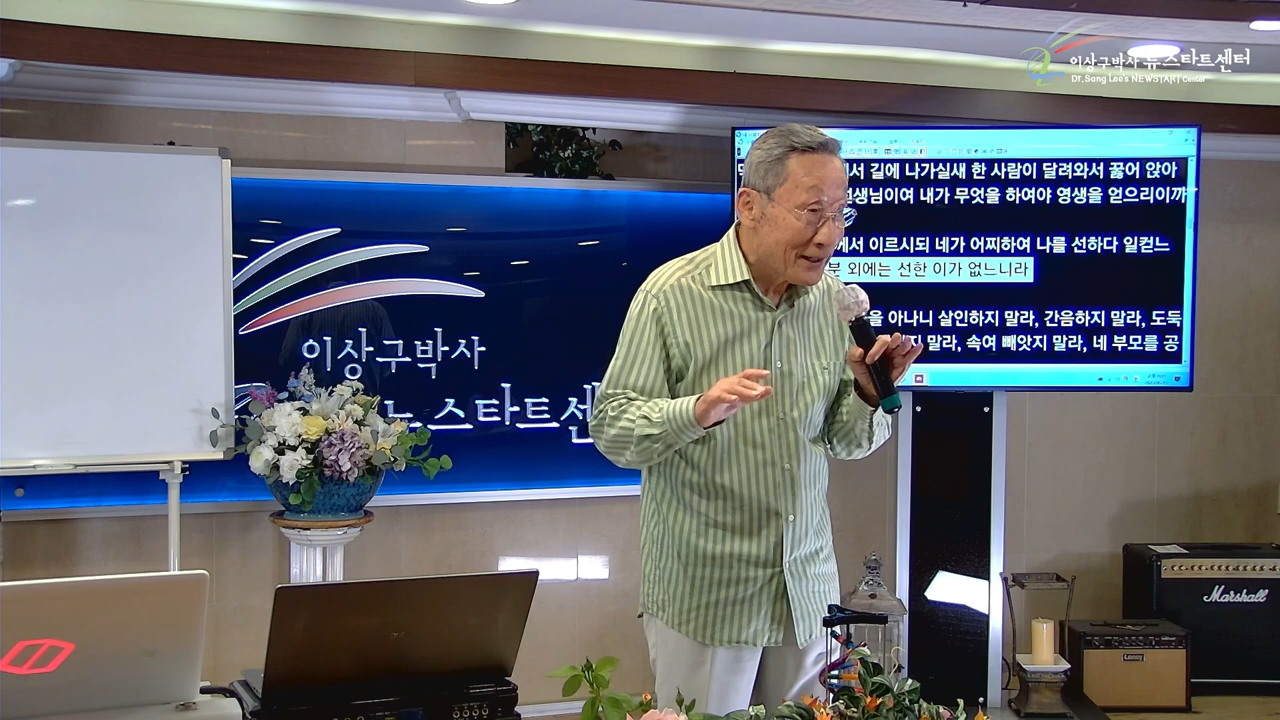 이상구박사 뉴스타트센터
Dr. Sang Lee's NEWSTART Center
서 길에 나가실새 한 사람이 달려와서 꿇어 앉아
선생님이여 내가 무엇을 하여야 영생을 얻으리이까
께서 이르시되 네가 어찌하여 나를 선하다 일컫느
분 외에는 선한 이가 없느니라
을 아나니 살인하지 말라, 간음하지 말라, 도둑
지 말라, 속여 빼앗지 말라, 네 부모를 공
이상구박사
뉴스타트센
Marshall
Laney